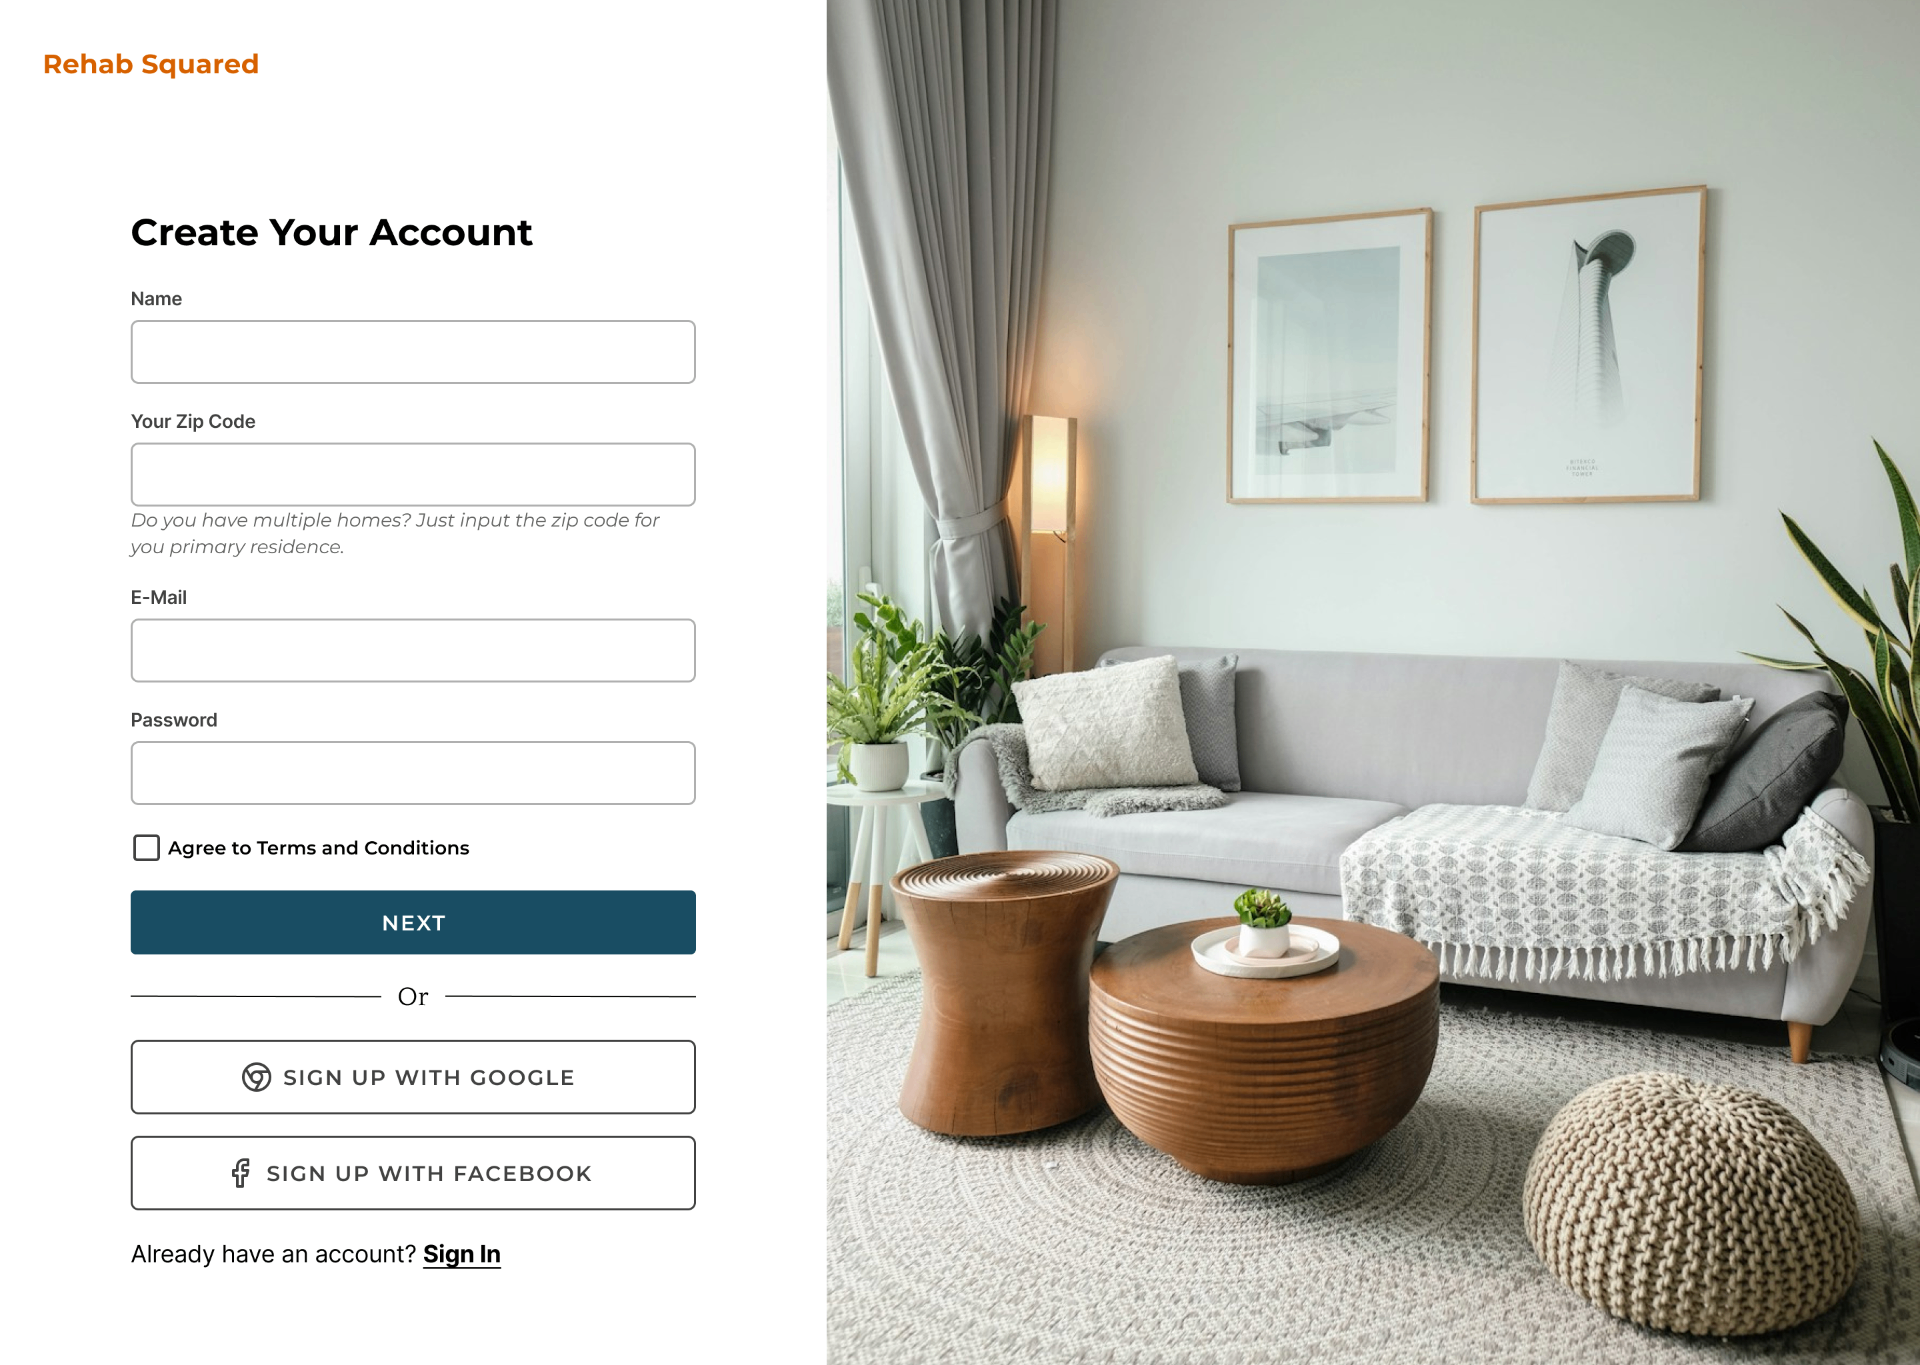 Rehab Squared
Create Your Account
Name
Your Zip Code
Do you have multiple homes? Just input the zip code for
you primary residence.
E-Mail
Password
Agree to Terms and Conditions
NEXT
Or
SIGN UP WITH GOOGLE
SIGN UP WITH FACEBOOK
Already have an account? Sign In
FINANCIAL
TOWER